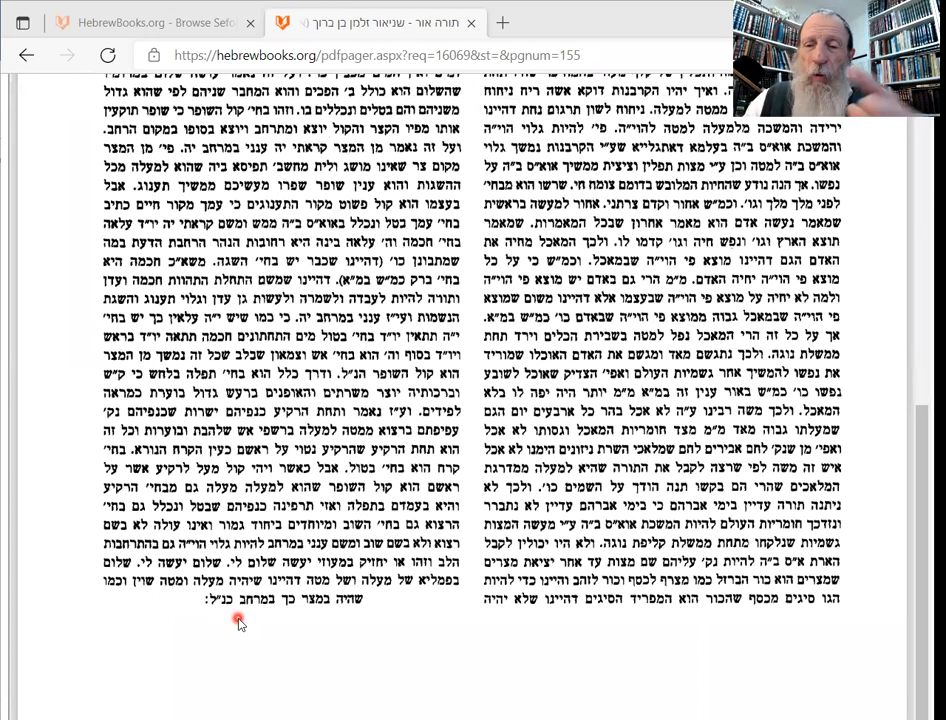 HebrewBooks.org - Browse Sefo
תורה אור - שניאור זלמן בן ברוך
https://hebrewbooks.org/pdfpager.aspx?req=16069&st=&pgnum=155
ואיך יהיו הקרבנות דוקא אשה ריח ניחוח
ממטה למעלה. ניחוח לשון תרגום נחת דהיינו
ירידה והמשכה מלמעלה למטה להוי״ה. פי׳ להיות גלוי הוי״ה
והמשכת אוא״ס ב״ה בעלמא דאתגלייא שע״י הקרבנות נמשך גלוי
אוא״ס ב״ה למטה וכן ע״י מצות תפלין וציצית ממשיך אוא״ס ב״ה על
נפשו. אך הנה נודע שהחיות המלובש בדומם צומח חי. שרשו הוא מבחי׳
לפני מלך מלך וגו׳. וכמ״ש אחור וקדם צרתני. אחור למעשה בראשית
שמאמר נעשה אדם הוא מאמר אחרון שבכל המאמרות. שמאמר
תוצא הארץ וגו׳ ונפש חיה וגו׳ קדמו לו. ולכך המאכל מחיה את
האדם הגם דהיינו מוצא פי הוי״ה שבמאכל. וכמ״ש כי על כל
מוצא פי הוי״ה יחיה האדם. מ״מ הרי גם באדם יש מוצא פי הוי״ה
ולמה לא יחיה על מוצא פי הוי״ה שבעצמו אלא דהיינו משום שמוצא
פי הוי״ה שבמאכל גבוה ממוצא פי הוי״ה שבאדם כו׳ כמ״ש במ״א.
אך על כל זה הרי המאכל נפל למטה בשבירת הכלים וירד תחת
ממשלת נוגה. ולכך נתגשם מאד ומגשם את האדם האוכלו שמוריד
את נפשו להמשיך אחר גשמיות העולם ואפי׳ הצדיק שאוכל לשובע
נפשו כו׳ כמ״ש באור ענין זה במ״א מ״מ יותר היה יפה לו בלא
המאכל. ולכך משה רבינו ע״ה לא אכל בהר כל ארבעים יום הגם
שמעלתו גבוה מאד מ״מ מצד חומריות המאכל וגסותו לא אכל
ואפי׳ מן שנק׳ לחם אבירים לחם שמלאכי השרת ניזונים הימנו לא אכל
איש זה משה לפי שרצה לקבל את התורה שהיא למעלה ממדרגת
המלאכים שהרי הם בקשו תנה הודך על השמים כו׳. ולכך לא
ניתנה תורה עדיין בימי אברהם כי בימי אברהם עדיין לא נתברר
ונזדכך חומריות העולם להיות המשכת אוא״ס ב״ה ע״י מעשה המצות
גשמיות שנלקחו מתחת ממשלת קליפת נוגה. ולא היו יכולין לקבל
הארת א״ס ב״ה להיות נק׳ עליהם שם מצות עד אחר יציאת מצרים
שמצרים הוא כור הברזל כמו מצרף לכסף וכור לזהב והיינו כדי להיות
הגו סיגים מכסף שהכור הוא המפריד הסיגים דהיינו שלא יהיה
שהשלום הוא כולל ב׳ הפכים והוא המחבר שניהם לפי שהוא גדול
משניהם והם בטלים ונכללים בו. וזהו בחי׳ קול השופר כי שופר תוקעין
אותו מפיו הקצר והקול יוצא ומתרחב ויוצא בסופו במקום הרחב.
ועל זה נאמר מן המצר קראתי יה ענני במרחב יה. פי׳ מן המצר
מקום צר שאינו מושג ולית מחשב׳ תפיסא ביה שהוא למעלה מכל
ההשגות והוא ענין שופר שפרו מעשיכם ממשיך תענוג. אבל
בעצמו הוא קול פשוט מקור התענוגים כי עמך מקור חיים כתיב
בחי׳ עמך בטל ונכלל באוא״ס ב״ה ממש ומשם קראתי יה יו״ד עלאה
בחי׳ חכמה וה׳ עלאה בינה היא רחובות הנהר הרחבת הדעת במה
שמתבונן כו׳ (דהיינו שכבר יש בחי׳ השגה. משא״כ חכמה היא
בחי׳ ברק כמ״ש במ״א). דהיינו שמשם התחלת התהוות חכמה ועדן
ותורה להיות לעבדה ולשמרה ולעשות גן עדן וגלוי תענוג והשגת
הנשמות ועי״ז ענני במרחב יה. כי כמו שיש י״ה עלאין כך יש בחי׳
י״ה תתאין יו״ד בחי׳ בטול מים התחתונים חכמה תתאה יו״ד בראש
ויו״ד בסוף וה׳ הוא בחי׳ אש וצמאון שבלב שכל זה נמשך מן המצר
הוא קול השופר הנ״ל. ודרך כלל הוא בחי׳ תפלה בלחש כי ק״ש
וברכותיה יוצר משרתים והאופנים ברעש גדול בוערת כמראה
לפידים. וע״ז נאמר ותחת הרקיע כנפיהם ישרות שכנפיהם נק׳
עפיפתם ברצוא ממטה למעלה ברשפי אש שלהבת ובוערות וכל זה
הוא תחת הרקיע שהרקיע נטוי על ראשם כעין הקרח הנורא. בחי׳
קרח הוא בחי׳ בטול. אבל כאשר ויהי קול מעל לרקיע אשר על
ראשם הוא קול השופר שהוא למעלה מעלה גם מבחי׳ הרקיע
והיא בעמדם בתפלה ואזי תרפינה כנפיהם שבטל ונכלל גם בחי׳
הרצוא גם בחי׳ השוב ומיוחדים ביחוד גמור ואינו עולה לא בשם
רצוא ולא בשם שוב ומשם ענני במרחב להיות גלוי הוי״ה גם בהתרחבות
הלב וזהו או יחזיק במעוזי יעשה שלום לי. שלום יעשה לי. שלום
בפמליא של מעלה ושל מטה דהיינו שיהיה מעלה ומטה שוין וכמו
שהיה במצר כך במרחב כנ״ל: